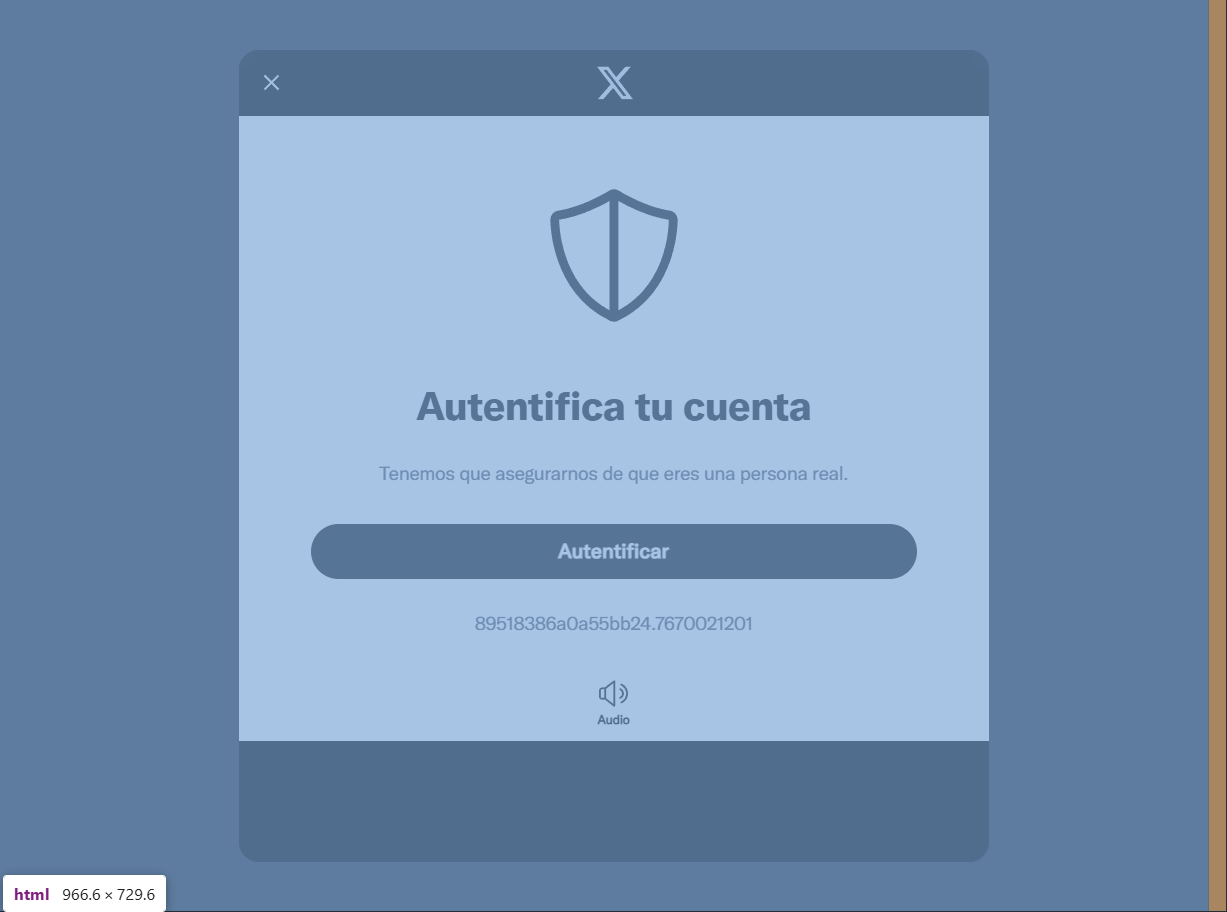 Autentifica tu cuenta
Tenemos que asegurarnos de que eres una persona real.
Autentificar
89518386a0a55bb24.7670021201
Audio
html 966.6 × 729.6